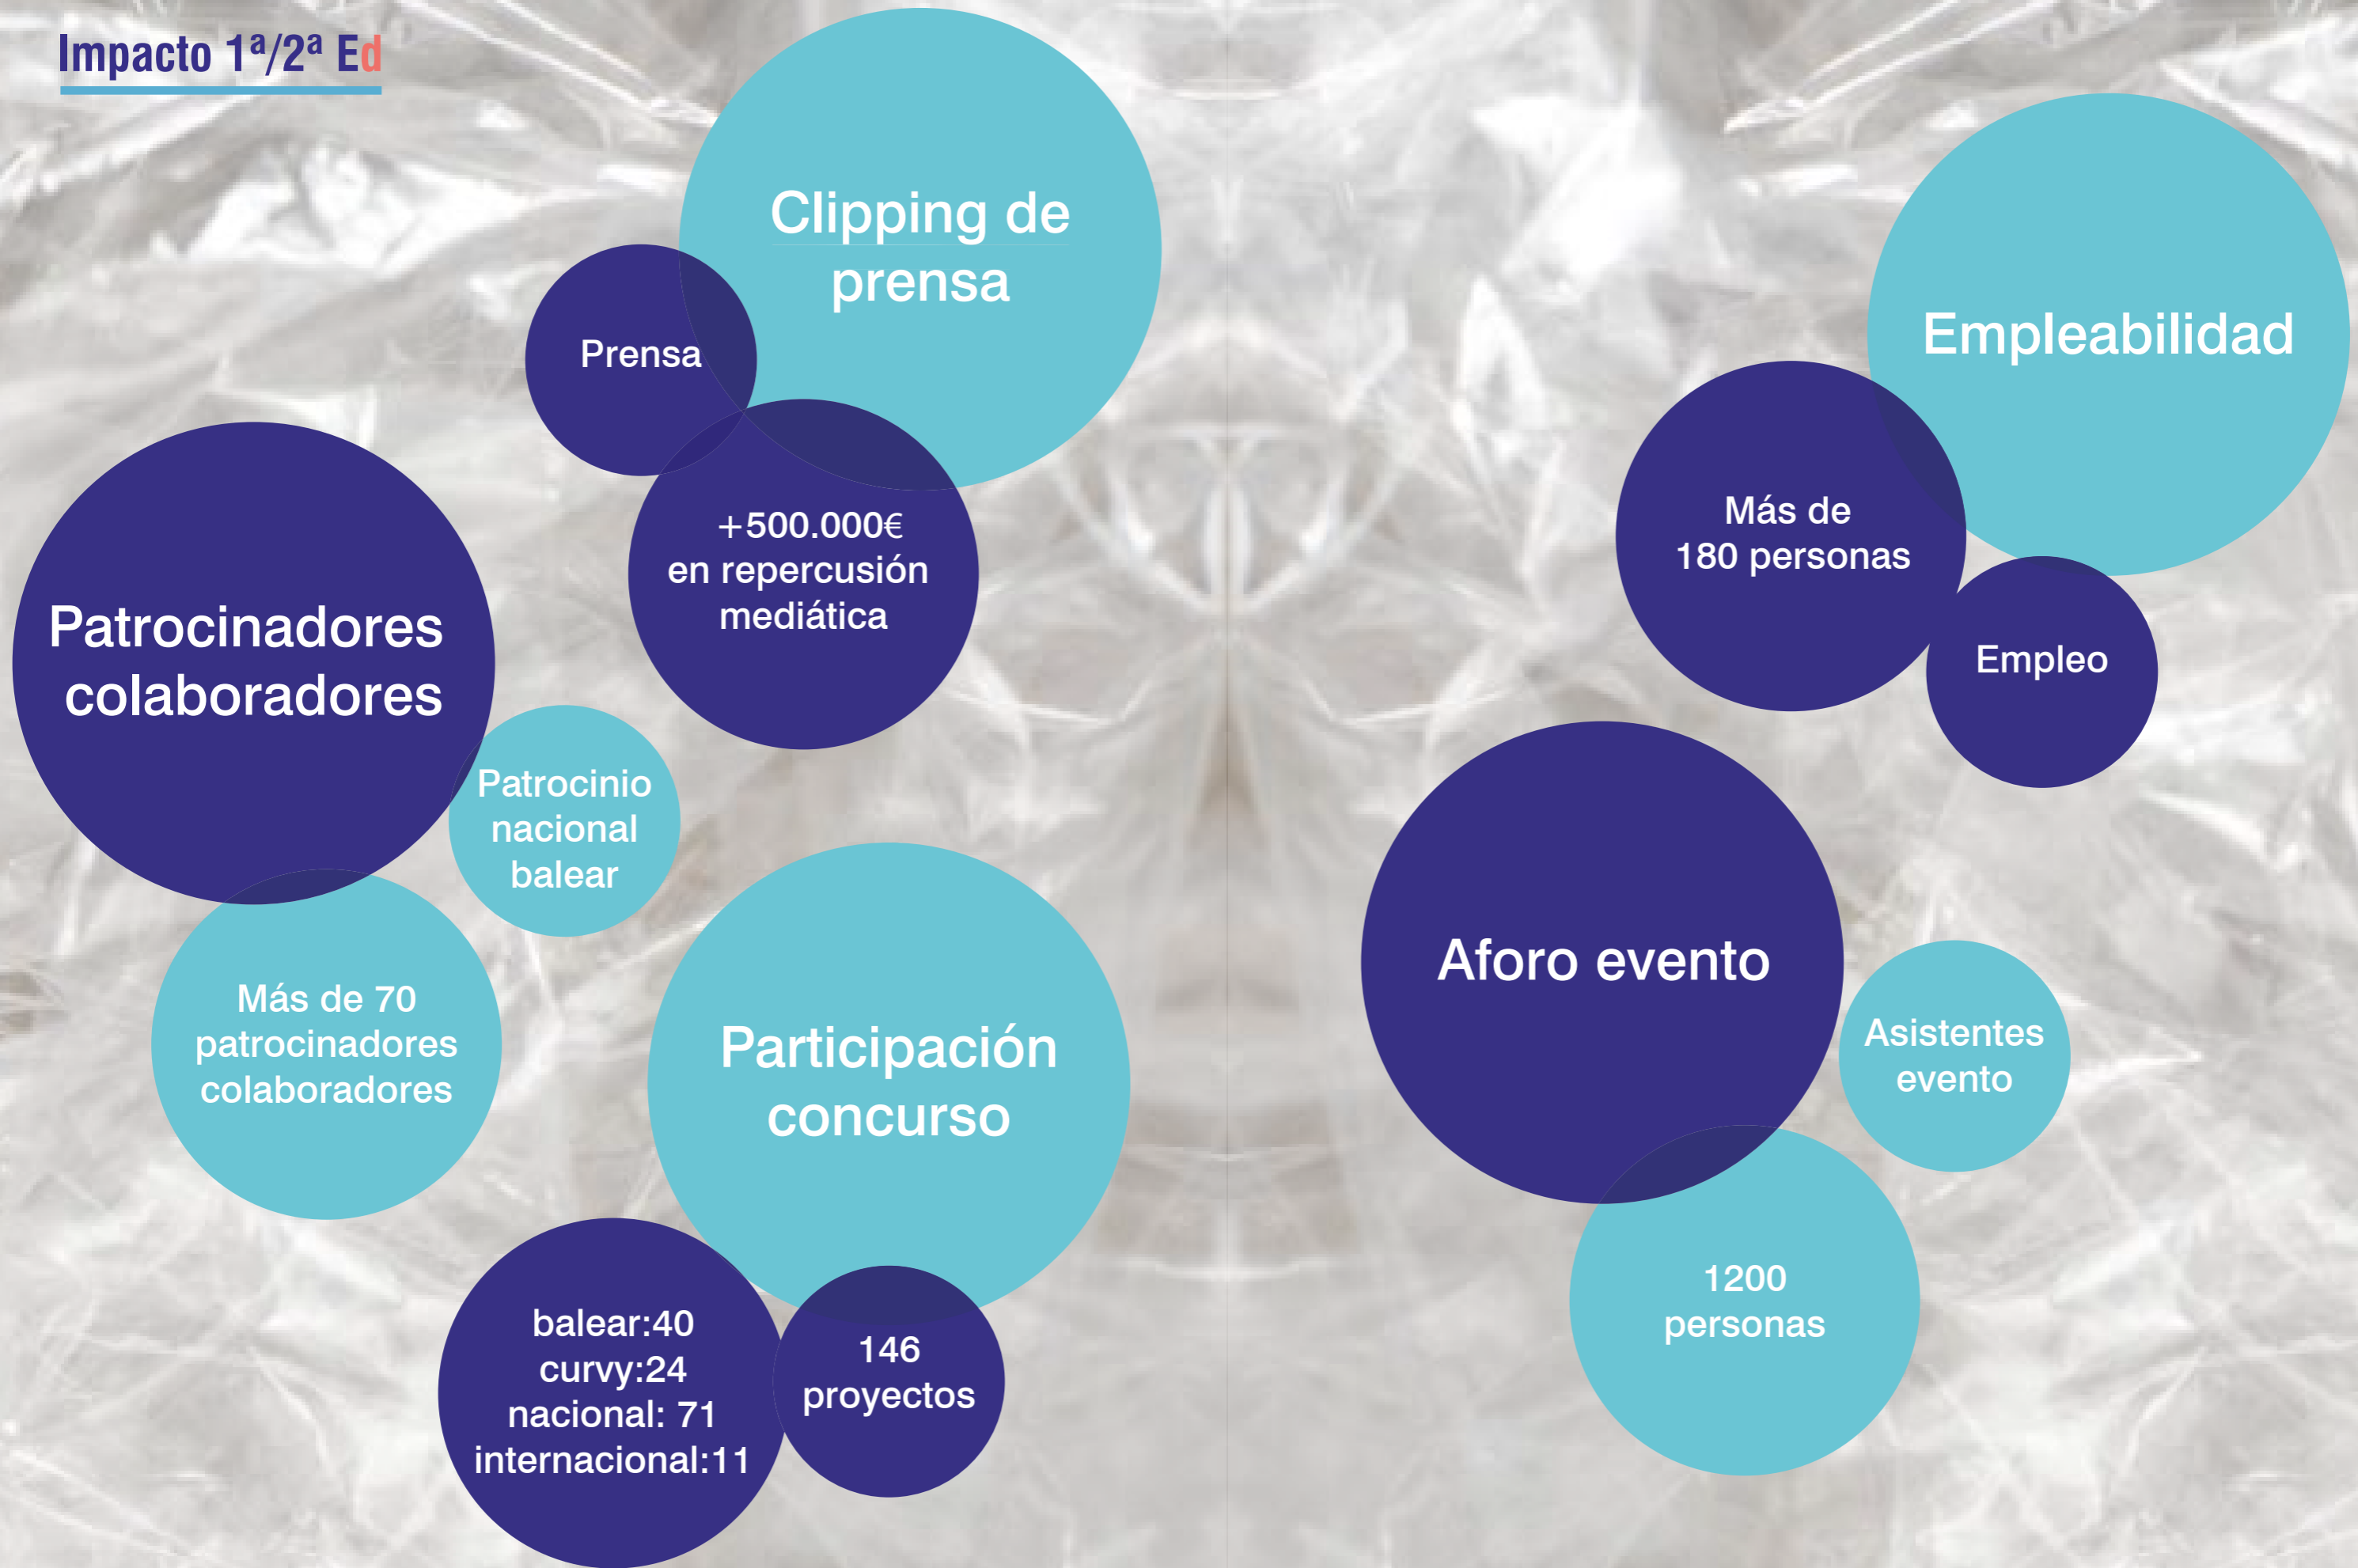 Impacto 1ª/2ª Ed
Clipping de
prensa
Prensa
+500.000€
en repercusión
mediática
Empleabilidad
Más de
180 personas
Empleo
Patrocinadores
colaboradores
Patrocinio
nacional
balear
Más de 70
patrocinadores
colaboradores
Participación
concurso
balear:40
curvy:24
nacional: 71
internacional:11
146
proyectos
Aforo evento
Asistentes
evento
1200
personas